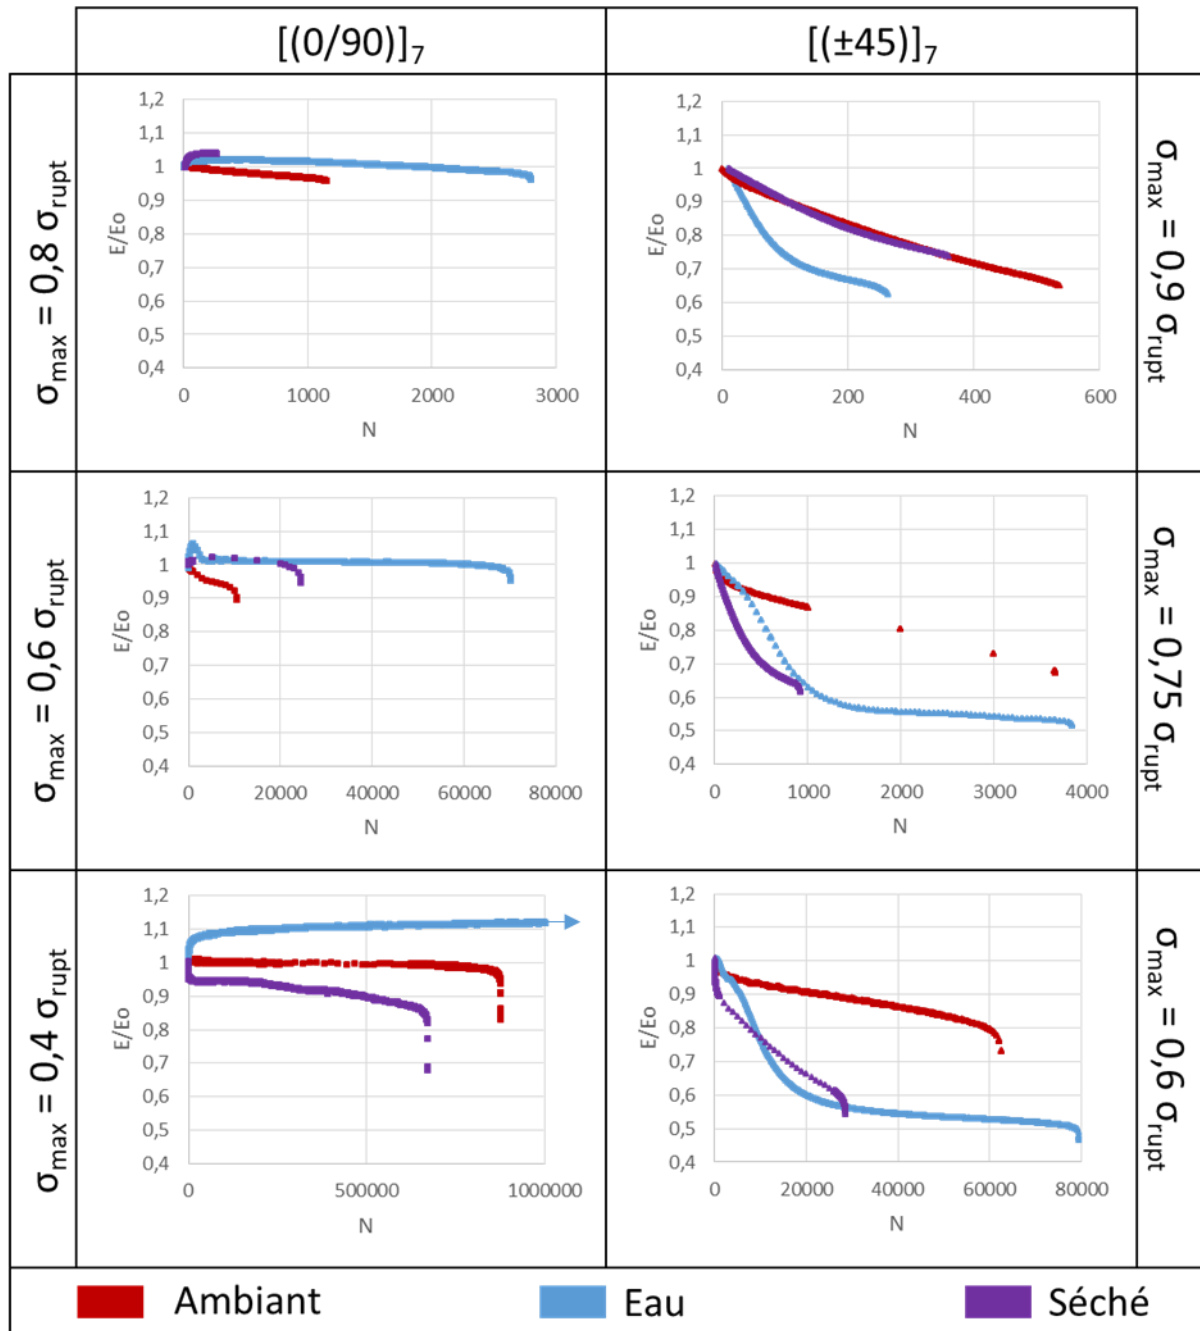 [(0/90)]₇
[(±45)]₇
σmax = 0,8 σrupt
1,2
1,1
1
0,9
0,8
0,7
0,6
0,5
0,4
E/Eo
0 1000 2000 3000
N
1,2
1,1
1
0,9
0,8
0,7
0,6
0,5
0,4
E/Eo
0 200 400 600
N
σmax = 0,9 σrupt
σmax = 0,6 σrupt
1,2
1,1
1
0,9
0,8
0,7
0,6
0,5
0,4
E/Eo
0 20000 40000 60000 80000
N
1,2
1,1
1
0,9
0,8
0,7
0,6
0,5
0,4
E/Eo
0 1000 2000 3000 4000
N
σmax = 0,75 σrupt
σmax = 0,4 σrupt
1,2
1,1
1
0,9
0,8
0,7
0,6
0,5
0,4
E/Eo
0 500000 1000000
N
1,2
1,1
1
0,9
0,8
0,7
0,6
0,5
0,4
E/Eo
0 20000 40000 60000 80000
N
σmax = 0,6 σrupt
Ambiant Eau Séché